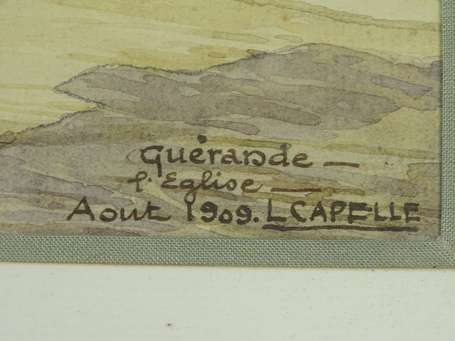 Guérande —
l'Eglise —
Aout 1909. L CAPELLE